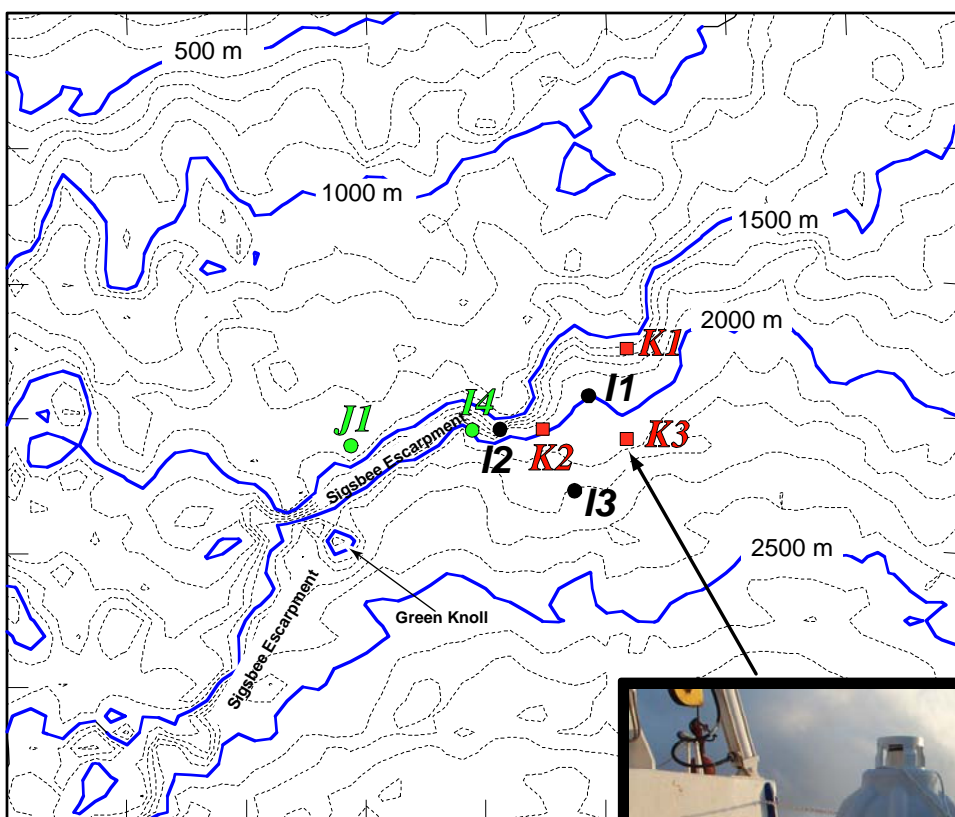 500 m
1000 m
1500 m
2000 m
K1
I1
J1
I4
I2
K2
K3
Sigsbee Escarpment
I3
2500 m
Green Knoll
Sigsbee Escarpment